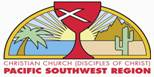 CHRISTIAN CHURCH (DISCIPLES OF CHRIST)
PACIFIC SOUTHWEST REGION